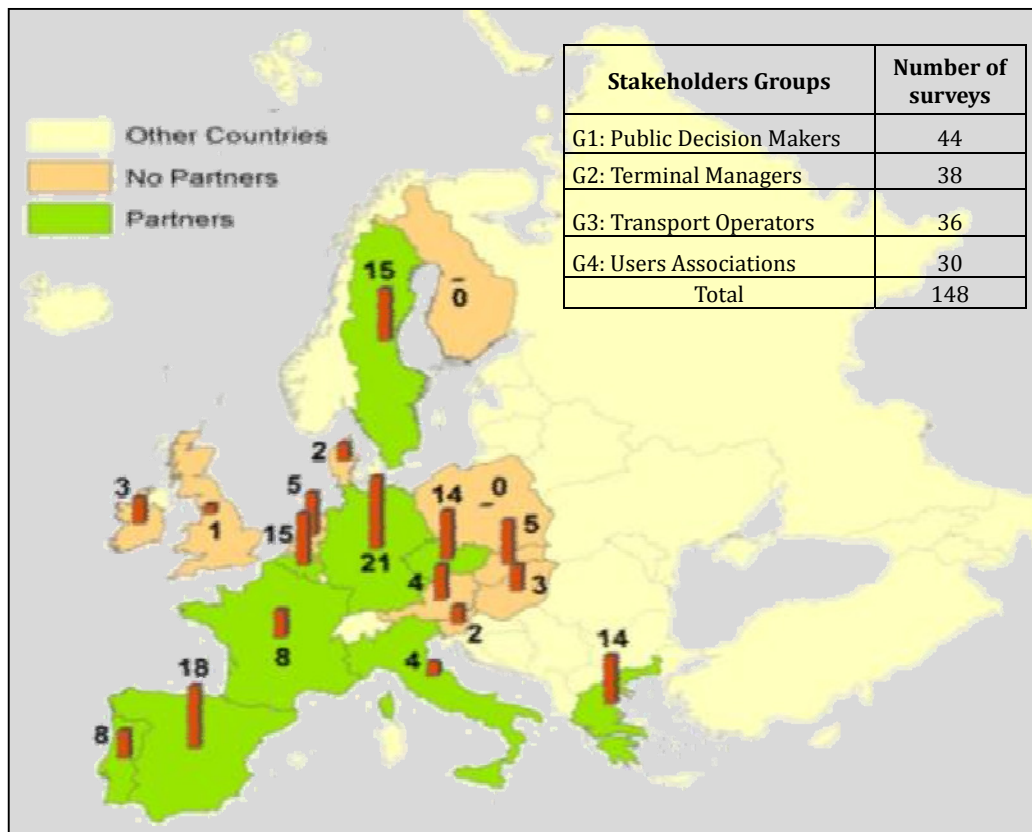 Stakeholders Groups
Number of
surveys
G1: Public Decision Makers
44
G2: Terminal Managers
38
G3: Transport Operators
36
G4: Users Associations
30
Total
148
Other Countries
No Partners
Partners
15
0
2
3
5
14
0
5
1
15
21
4
3
2
8
14
4
18
8